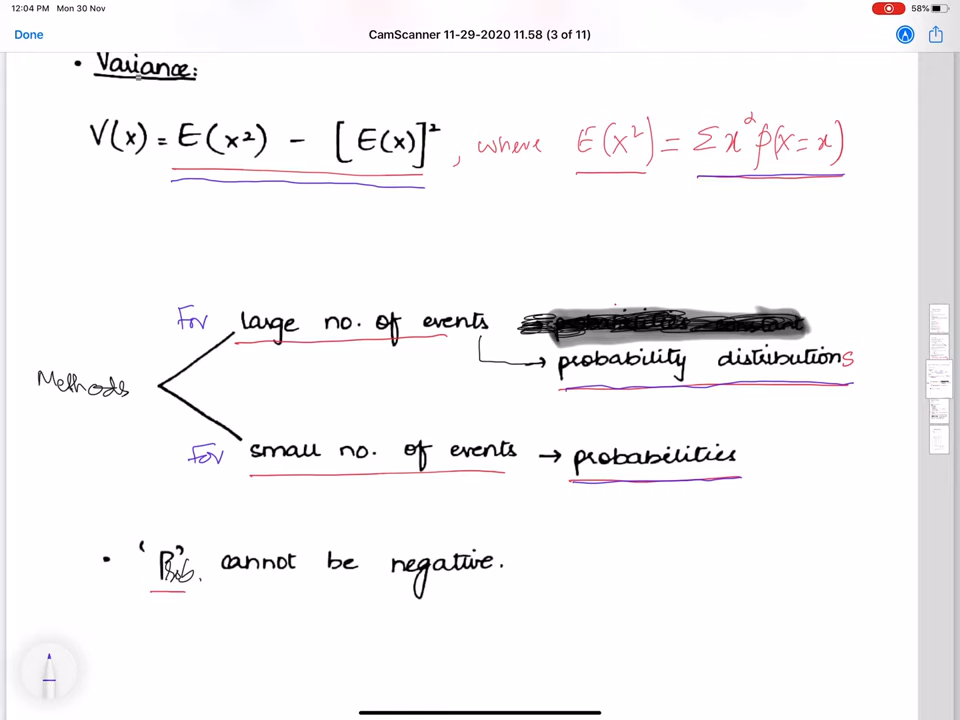 12:04 PM Mon 30 Nov
58%
Done
CamScanner 11-29-2020 11.58 (3 of 11)
• Variance:
V(x) = E(x²) - [E(x)]², where E(x²) = Σx²p(X=x)
For large no. of events
→ probability distributions
Methods
For small no. of events → probabilities
• 'Prob.' cannot be negative.